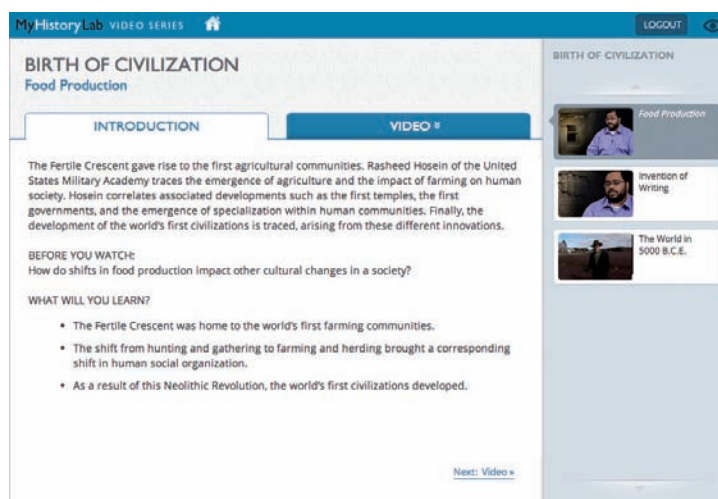 MyHistoryLab VIDEO SERIES
LOGOUT
BIRTH OF CIVILIZATION
Food Production
INTRODUCTION
VIDEO
The Fertile Crescent gave rise to the first agricultural communities. Rasheed Hosein of the United
States Military Academy traces the emergence of agriculture and the impact of farming on human
society. Hosein correlates associated developments such as the first temples, the first
governments, and the emergence of specialization within human communities. Finally, the
development of the world's first civilizations is traced, arising from these different innovations.
BEFORE YOU WATCH:
How do shifts in food production impact other cultural changes in a society?
WHAT WILL YOU LEARN?
• The Fertile Crescent was home to the world's first farming communities.
• The shift from hunting and gathering to farming and herding brought a corresponding
shift in human social organization.
• As a result of this Neolithic Revolution, the world's first civilizations developed.
Next: Video »
BIRTH OF CIVILIZATION
Food Production
Invention of
Writing
The World in
5000 B.C.E.